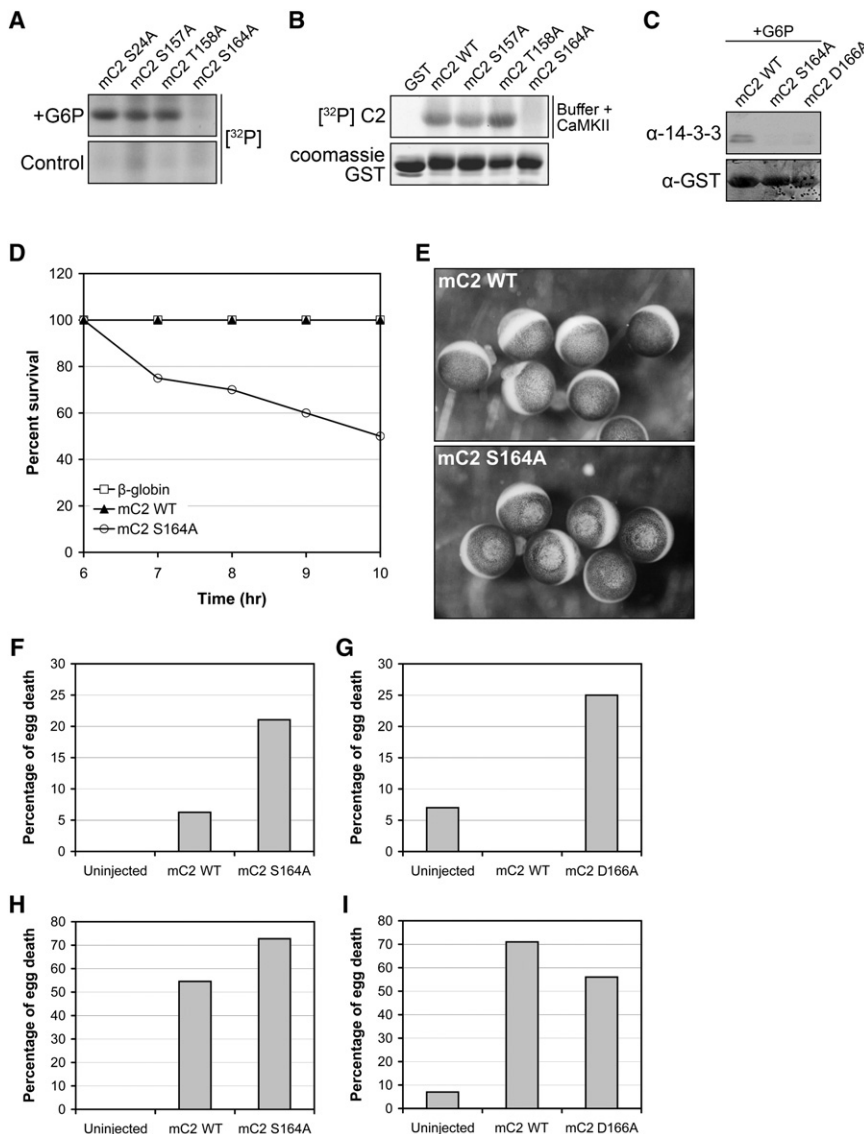 A
mC2 S24A
mC2 S157A
mC2 T158A
mC2 S164A
+G6P
Control
[³²P]
B
GST
mC2 WT
mC2 S157A
mC2 T158A
mC2 S164A
[³²P] C2
Buffer +
CaMKII
coomassie
GST
C
+G6P
mC2 WT
mC2 S164A
mC2 D166A
α-14-3-3
α-GST
D
120
100
80
60
40
20
0
Percent survival
β-globin
mC2 WT
mC2 S164A
6 7 8 9 10
Time (hr)
E
mC2 WT
mC2 S164A
F
30
25
20
15
10
5
0
Percentage of egg death
Uninjected mC2 WT mC2 S164A
G
30
25
20
15
10
5
0
Percentage of egg death
Uninjected mC2 WT mC2 D166A
H
80
70
60
50
40
30
20
10
0
Percentage of egg death
Uninjected mC2 WT mC2 S164A
I
80
70
60
50
40
30
20
10
0
Percentage of egg death
Uninjected mC2 WT mC2 D166A